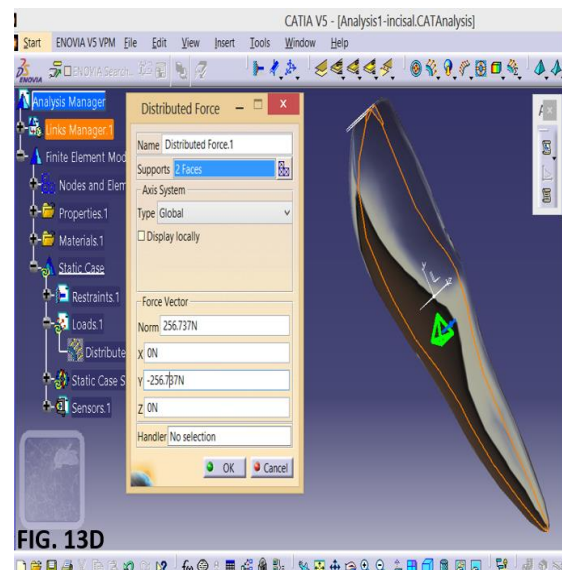 CATIA V5 - [Analysis1-incisal.CATAnalysis]
Start ENOVIA V5 VPM File Edit View Insert Tools Window Help
ENOVIA ENOVIA Search...
Analysis Manager
Links Manager.1
Finite Element Mod
Nodes and Elem
Properties.1
Materials.1
Static Case
Restraints.1
Loads.1
Distribute
Static Case S
Sensors.1
Distributed Force
Name Distributed Force.1
Supports 2 Faces
Axis System
Type Global
Display locally
Force Vector
Norm 256.737N
X 0N
Y -256.737N
Z 0N
Handler No selection
OK Cancel
FIG. 13D